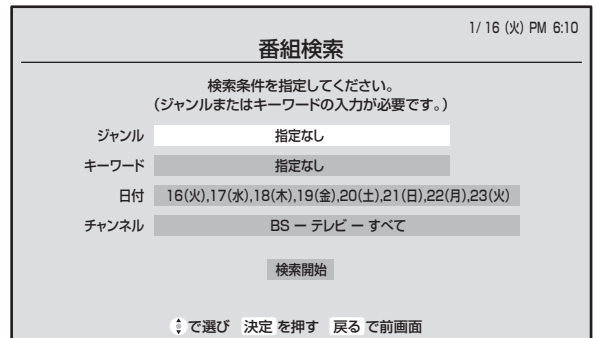 1/ 16 (火) PM 6:10
番組検索
検索条件を指定してください。
(ジャンルまたはキーワードの入力が必要です。)
ジャンル 指定なし
キーワード 指定なし
日付 16(火),17(水),18(木),19(金),20(土),21(日),22(月),23(火)
チャンネル BS ー テレビ ー すべて
検索開始
で選び 決定 を押す 戻る で前画面